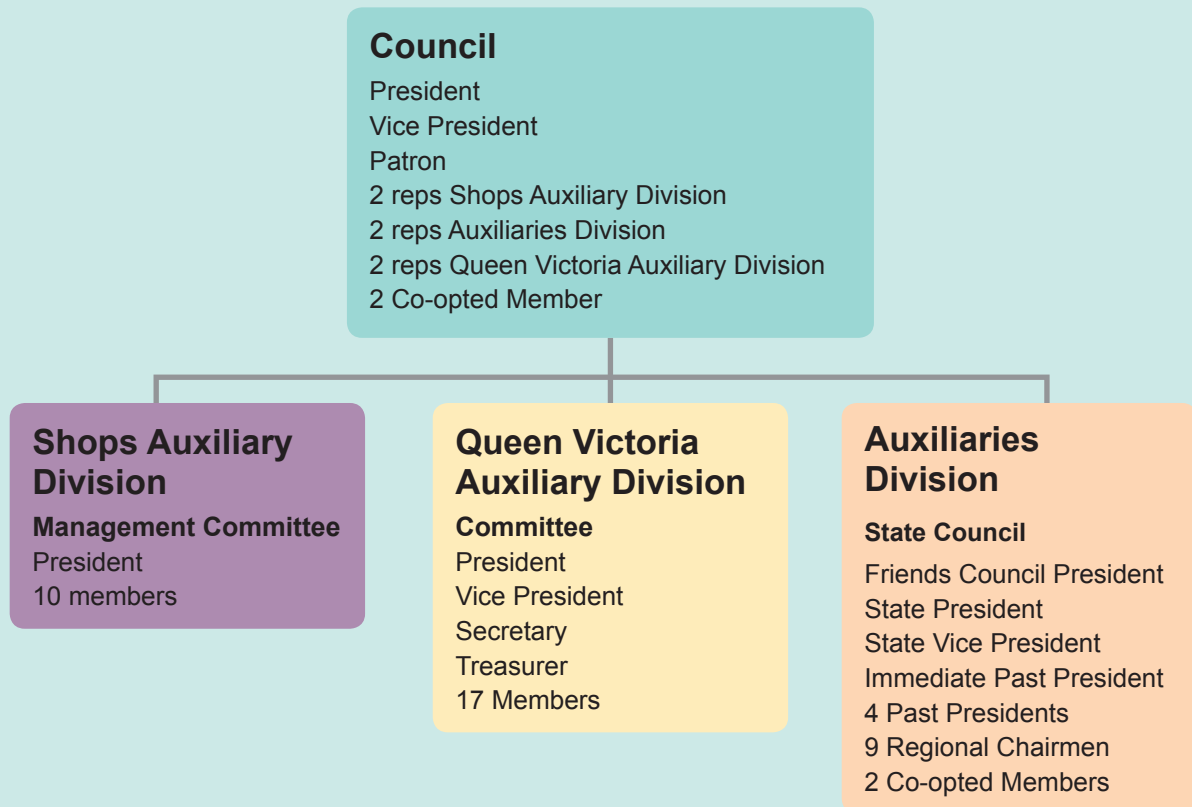 Council
President
Vice President
Patron
2 reps Shops Auxiliary Division
2 reps Auxiliaries Division
2 reps Queen Victoria Auxiliary Division
2 Co-opted Member
Shops Auxiliary
Division
Management Committee
President
10 members
Queen Victoria
Auxiliary Division
Committee
President
Vice President
Secretary
Treasurer
17 Members
Auxiliaries
Division
State Council
Friends Council President
State President
State Vice President
Immediate Past President
4 Past Presidents
9 Regional Chairmen
2 Co-opted Members